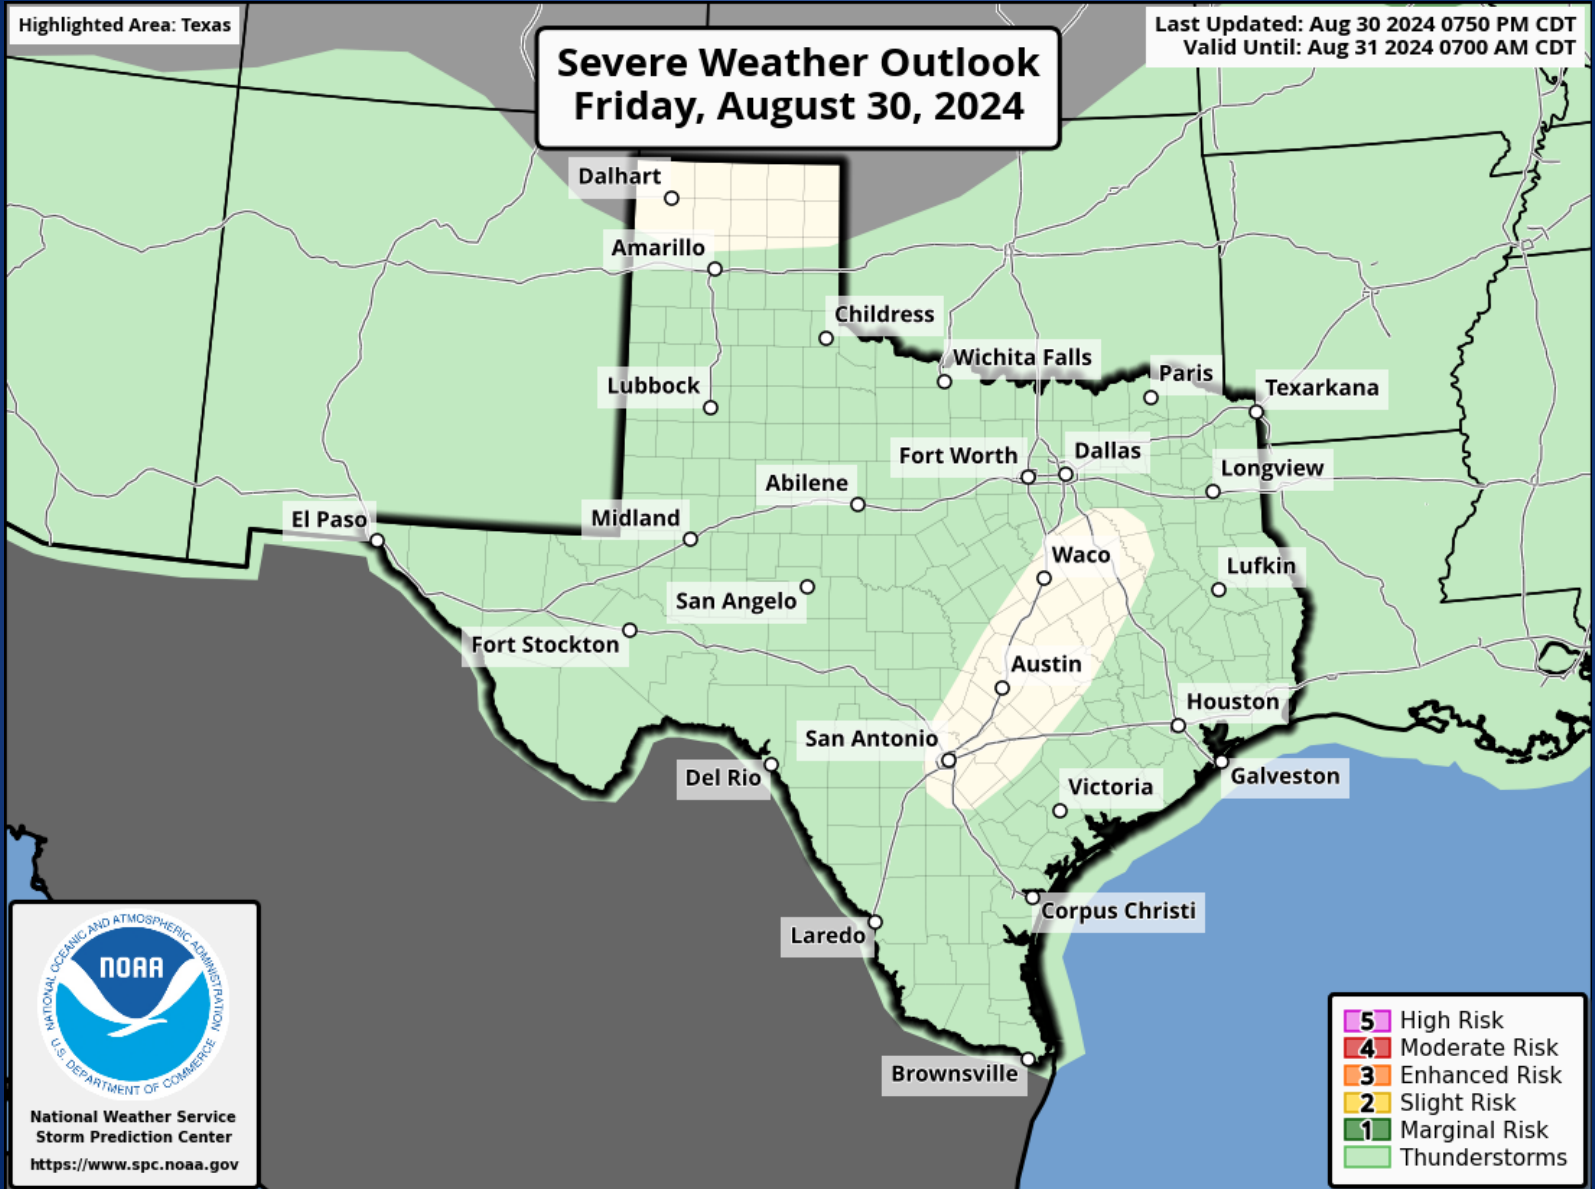 Highlighted Area: Texas
Severe Weather Outlook
Friday, August 30, 2024
Last Updated: Aug 30 2024 0750 PM CDT
Valid Until: Aug 31 2024 0700 AM CDT
Dalhart
Amarillo
Childress
Wichita Falls
Paris
Texarkana
Lubbock
Fort Worth
Dallas
Longview
Abilene
El Paso
Midland
Waco
Lufkin
San Angelo
Fort Stockton
Austin
Houston
San Antonio
Del Rio
Galveston
Victoria
Corpus Christi
Laredo
Brownsville
NATIONAL OCEANIC AND ATMOSPHERIC ADMINISTRATION
NOAA
U.S. DEPARTMENT OF COMMERCE
National Weather Service
Storm Prediction Center
https://www.spc.noaa.gov
5 High Risk
4 Moderate Risk
3 Enhanced Risk
2 Slight Risk
1 Marginal Risk
Thunderstorms